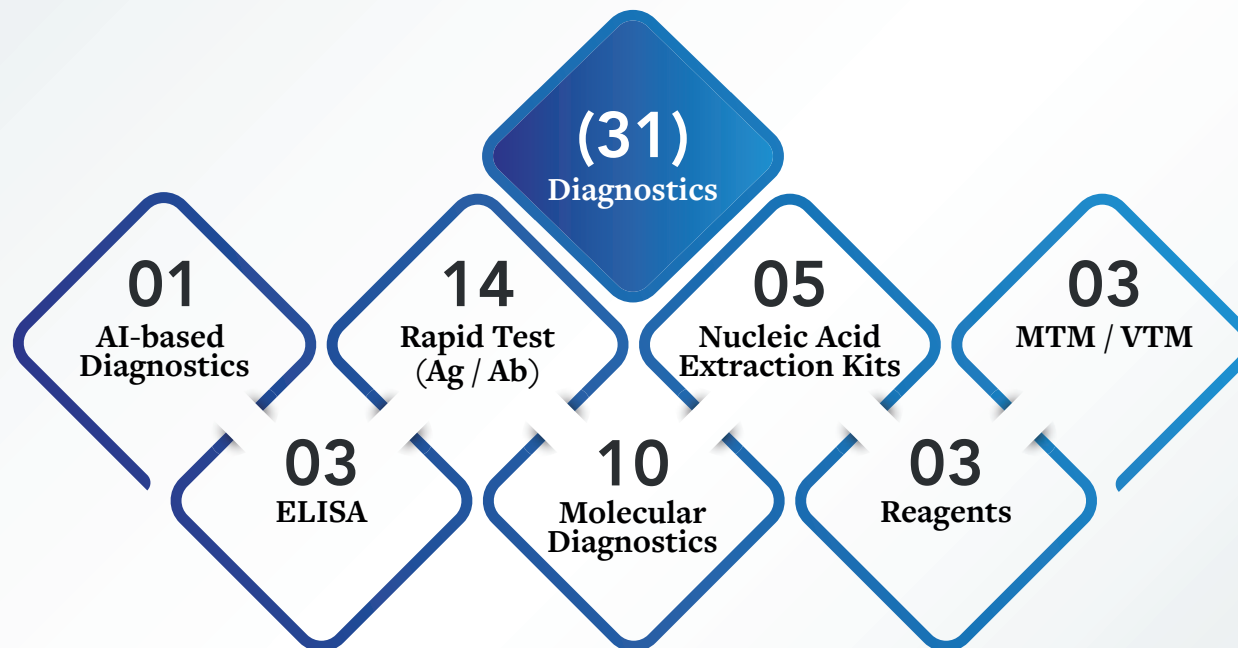 (31)
Diagnostics
01
AI-based
Diagnostics
14
Rapid Test
(Ag / Ab)
05
Nucleic Acid
Extraction Kits
03
MTM / VTM
03
ELISA
10
Molecular
Diagnostics
03
Reagents